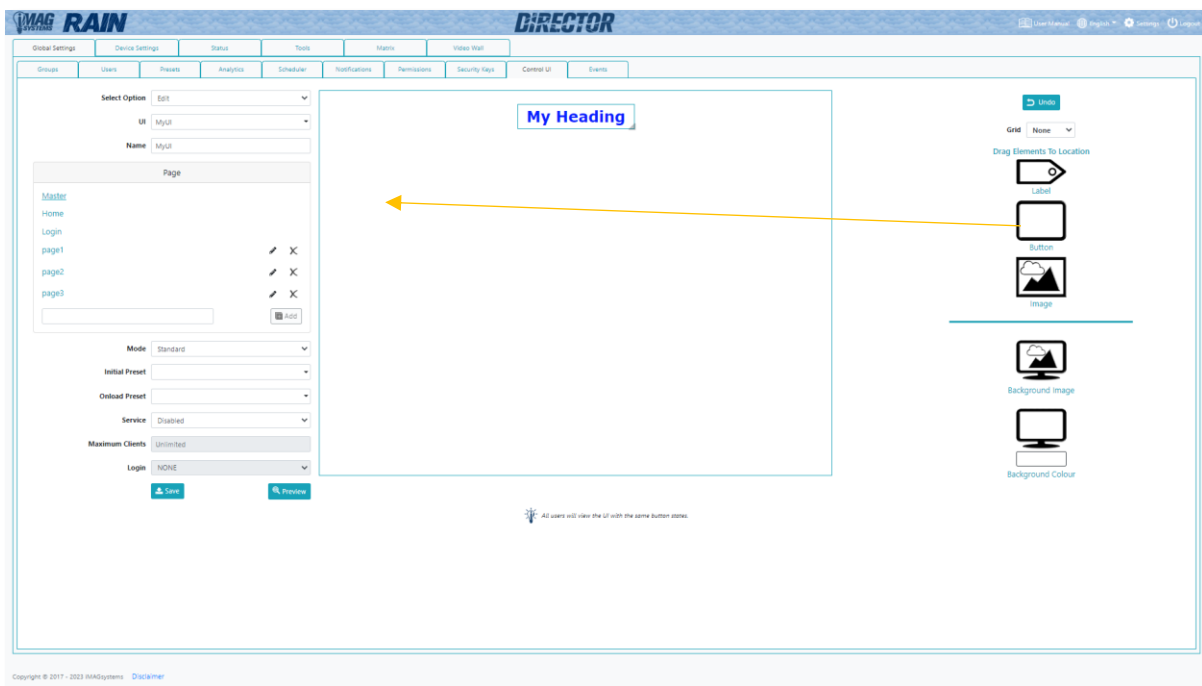 iMAG SYSTEMS RAIN DiRECTOR User Manual English Settings Logout
Global Settings Device Settings Status Tools Matrix Video Wall
Groups Users Presets Analytics Scheduler Notifications Permissions Security Keys Control UI Events
Select Option Edit
UI MyUI
Name MyUI
Page
Master
Home
Login
page1
page2
page3
Add
Mode Standard
Initial Preset
Onload Preset
Service Disabled
Maximum Clients Unlimited
Login NONE
Save Preview
My Heading
All users will view the UI with the same button states.
Undo
Grid None
Drag Elements To Location
Label
Button
Image
Background Image
Background Colour
Copyright © 2017 - 2023 iMAGsystems Disclaimer